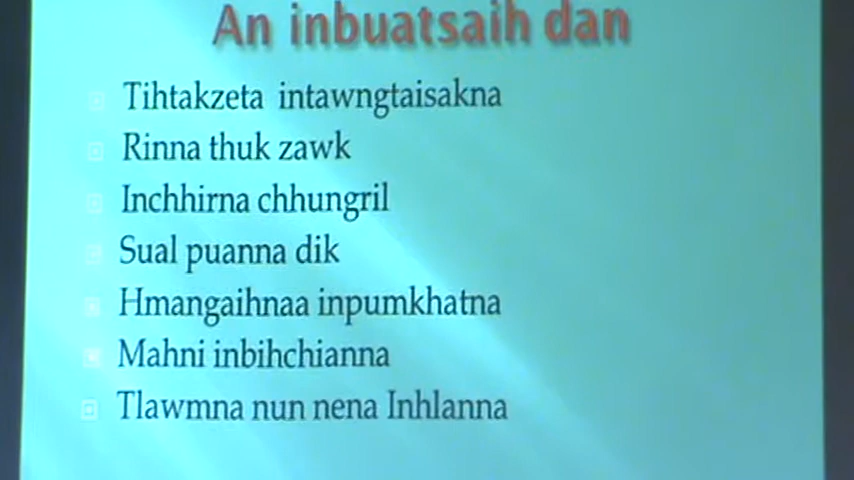 An inbuatsaih dan
Tihtakzeta intawngtaisakna
Rinna thuk zawk
Inchhirna chhungril
Sual puanna dik
Hmangaihnaa inpumkhatna
Mahni inbihchianna
Tlawmna nun nena Inhlanna